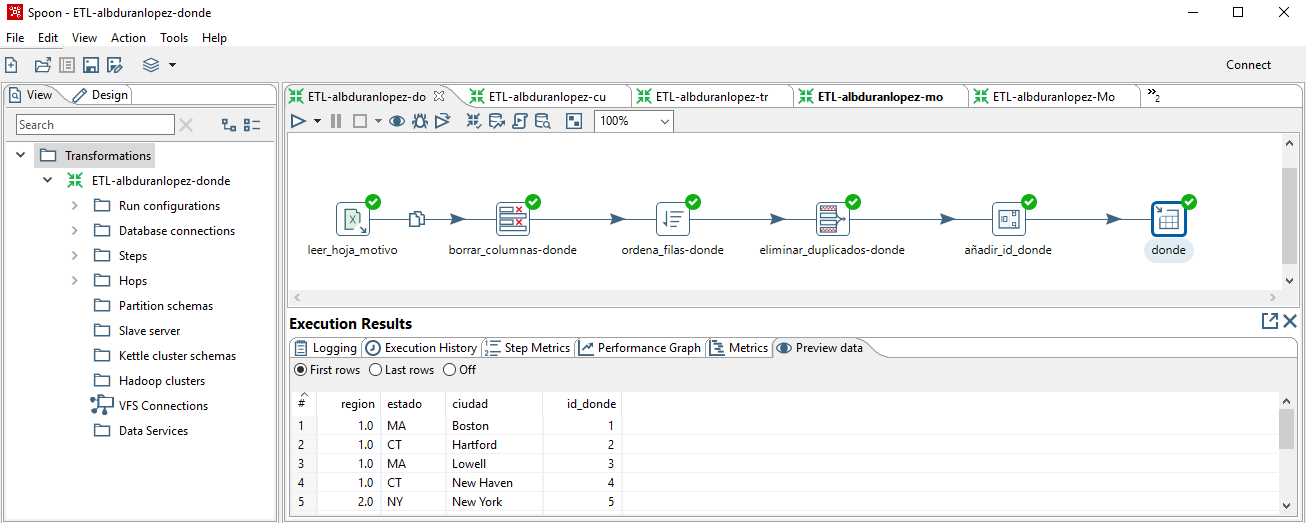 Spoon - ETL-albduranlopez-donde
File Edit View Action Tools Help
Connect
View Design
ETL-albduranlopez-do ETL-albduranlopez-cu ETL-albduranlopez-tr ETL-albduranlopez-mo ETL-albduranlopez-Mo »2
Search
100%
Transformations
ETL-albduranlopez-donde
Run configurations
Database connections
Steps
Hops
Partition schemas
Slave server
Kettle cluster schemas
Hadoop clusters
VFS Connections
Data Services
leer_hoja_motivo borrar_columnas-donde ordena_filas-donde eliminar_duplicados-donde añadir_id_donde donde
Execution Results
Logging Execution History Step Metrics Performance Graph Metrics Preview data
First rows Last rows Off
# region estado ciudad id_donde
1 1.0 MA Boston 1
2 1.0 CT Hartford 2
3 1.0 MA Lowell 3
4 1.0 CT New Haven 4
5 2.0 NY New York 5